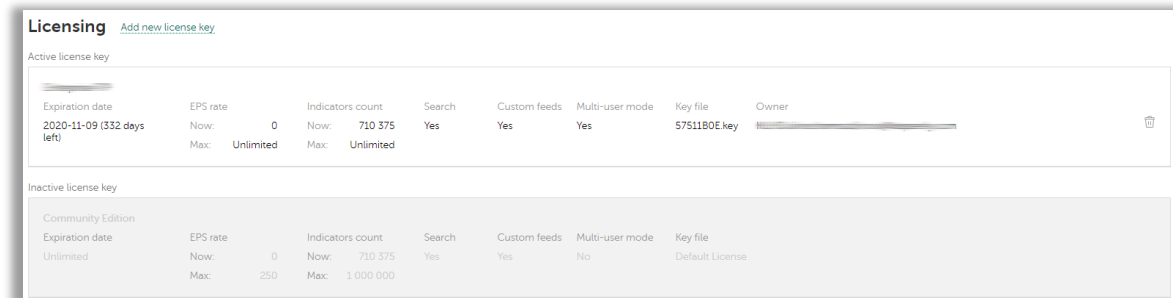 Licensing Add new license key
Active license key
Expiration date EPS rate Indicators count Search Custom feeds Multi-user mode Key file Owner
2020-11-09 (332 days Now: 0 Now: 710 375 Yes Yes Yes 57511B0E.key
left) Max: Unlimited Max: Unlimited
Inactive license key
Community Edition
Expiration date EPS rate Indicators count Search Custom feeds Multi-user mode Key file
Unlimited Now: 0 Now: 710 375 Yes Yes No Default License
Max: 250 Max: 1 000 000